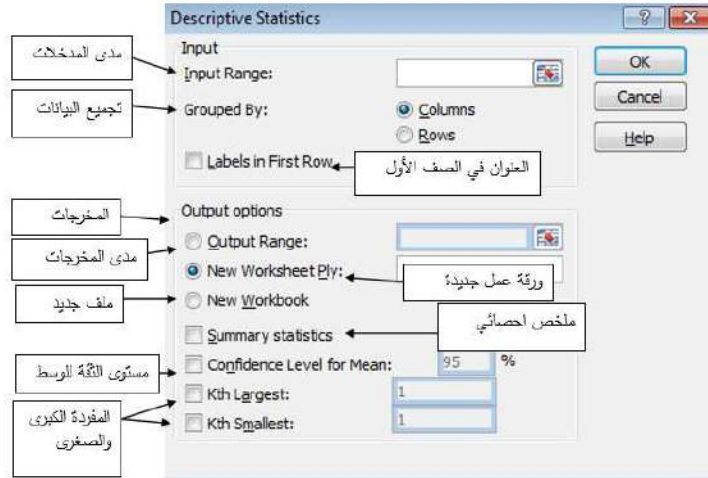 Descriptive Statistics
Input
مدى المدخلات
Input Range:
OK
تجميع البيانات
Grouped By:
Columns
Cancel
Rows
Help
Labels in First Row
العنوان في الصف الأول
المخرجات
Output options
Output Range:
مدى المخرجات
New Worksheet Ply:
ورقة عمل جديدة
ملف جديد
New Workbook
ملخص احصائي
Summary statistics
مستوى الثقة للوسط
Confidence Level for Mean:
95 %
Kth Largest:
1
المفردة الكبرى
والصغرى
Kth Smallest:
1